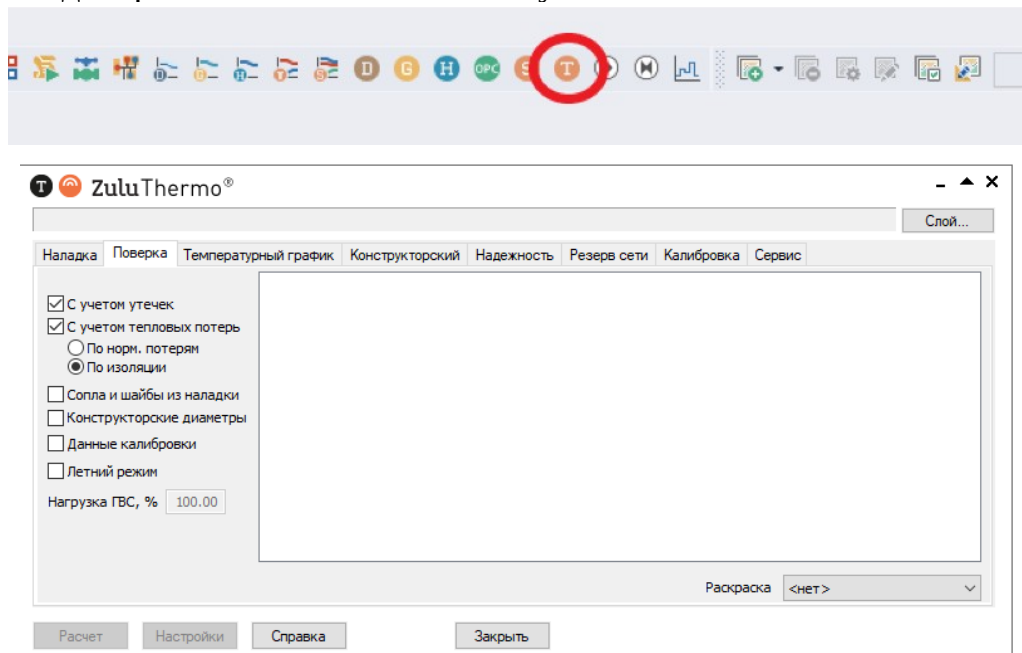 D G H OPC S T
T ZuluThermo®
Слой...
Наладка Поверка Температурный график Конструкторский Надежность Резерв сети Калибровка Сервис
С учетом утечек
С учетом тепловых потерь
По норм. потерям
По изоляции
Сопла и шайбы из наладки
Конструкторские диаметры
Данные калибровки
Летний режим
Нагрузка ГВС, % 100.00
Раскраска <нет>
Расчет Настройки Справка Закрыть